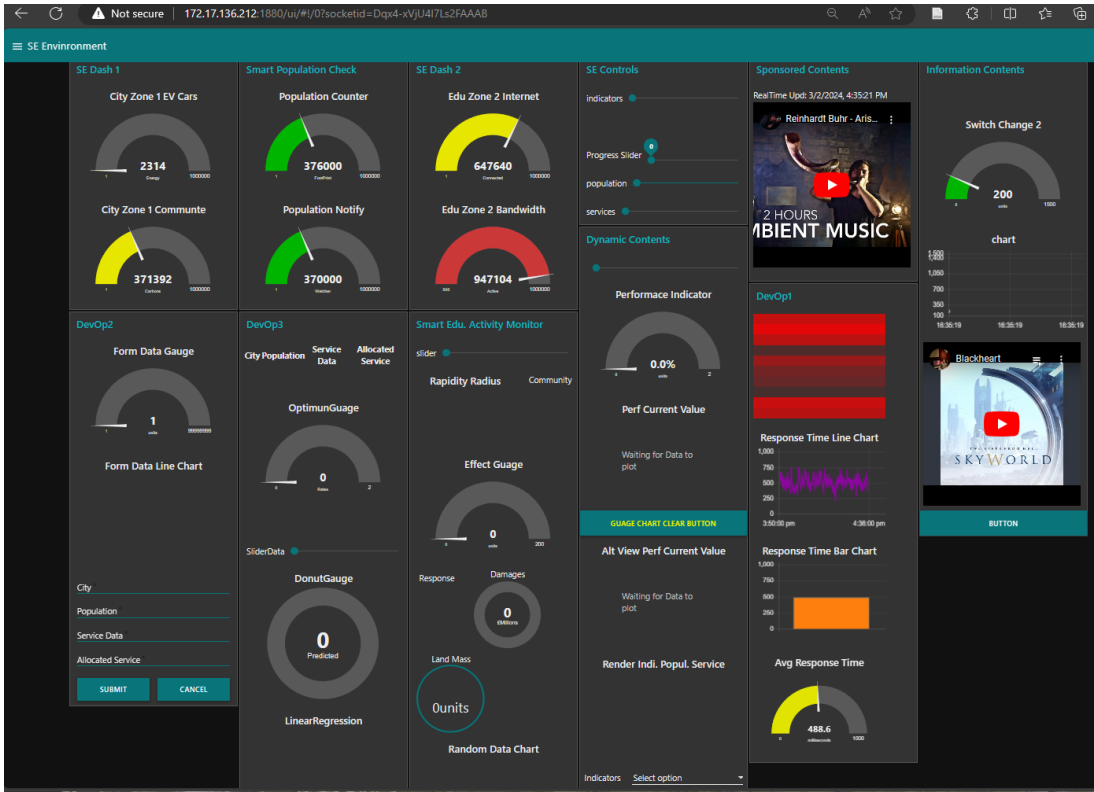 Not secure
172.17.136.212:1880/ui/#!/0?socketid=Dqx4-xVjU4I7Ls2FAAAB
SE Envinronment
SE Dash 1
City Zone 1 EV Cars
2314
Energy
1
1000000
City Zone 1 Communte
371392
Carbons
1
1000000
Smart Population Check
Population Counter
376000
FootPrint
1
1000000
Population Notify
370000
Watcher
1
1000000
SE Dash 2
Edu Zone 2 Internet
647640
Connected
1
1000000
Edu Zone 2 Bandwidth
947104
Active
1000000
SE Controls
indicators
0
Progress Slider
population
services
Dynamic Contents
Performace Indicator
0.0%
units
0
2
Perf Current Value
Waiting for Data to
plot
GUAGE CHART CLEAR BUTTON
Alt View Perf Current Value
Waiting for Data to
plot
Render Indi. Popul. Service
Indicators
Select option
Sponsored Contents
RealTime Upd: 3/2/2024, 4:35:21 PM
Reinhardt Buhr - Aris...
2 HOURS
MBIENT MUSIC
DevOp1
Response Time Line Chart
1,000
750
500
250
0
3:50:00 pm
4:36:00 pm
Response Time Bar Chart
1,000
750
500
250
0
Avg Response Time
488.6
milliseconds
0
1000
Information Contents
Switch Change 2
200
units
0
1500
chart
1,500
1,400
1,050
700
350
100
16:35:19
16:35:19
16:35:19
Blackheart
SKYWORLD
BUTTON
DevOp2
Form Data Gauge
1
units
1
99999999
Form Data Line Chart
City
Population
Service Data *
Allocated Service *
SUBMIT
CANCEL
DevOp3
City Population
Service
Data
Allocated
Service
OptimunGuage
0
Rates
0
2
SliderData
DonutGauge
0
Predicted
LinearRegression
Smart Edu. Activity Monitor
slider
Rapidity Radius
Community
Effect Guage
0
units
0
200
Response
Damages
0
£Millions
Land Mass
0units
Random Data Chart